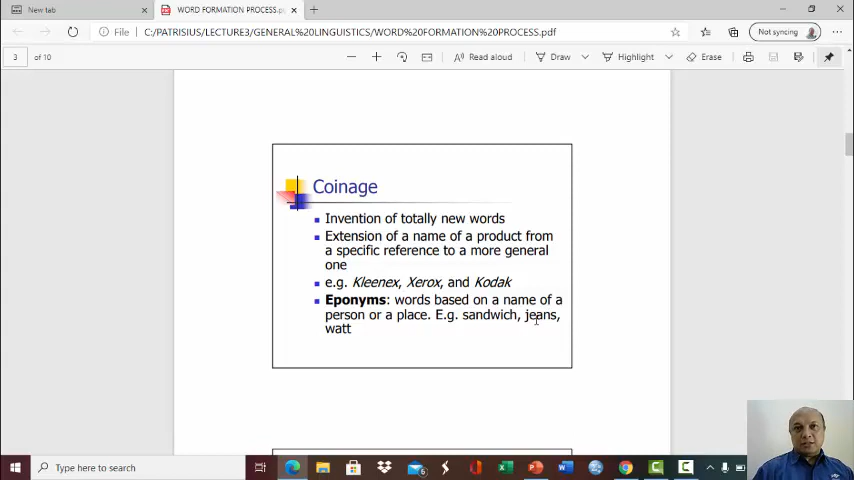 New tab
WORD FORMATION PROCESS.p
File
C:/PATRISIUS/LECTURE3/GENERAL%20LINGUISTICS/WORD%20FORMATION%20PROCESS.pdf
Not syncing
3 of 10
Read aloud
Draw
Highlight
Erase
Coinage
Invention of totally new words
Extension of a name of a product from
a specific reference to a more general
one
e.g. Kleenex, Xerox, and Kodak
Eponyms: words based on a name of a
person or a place. E.g. sandwich, jeans,
watt
Type here to search